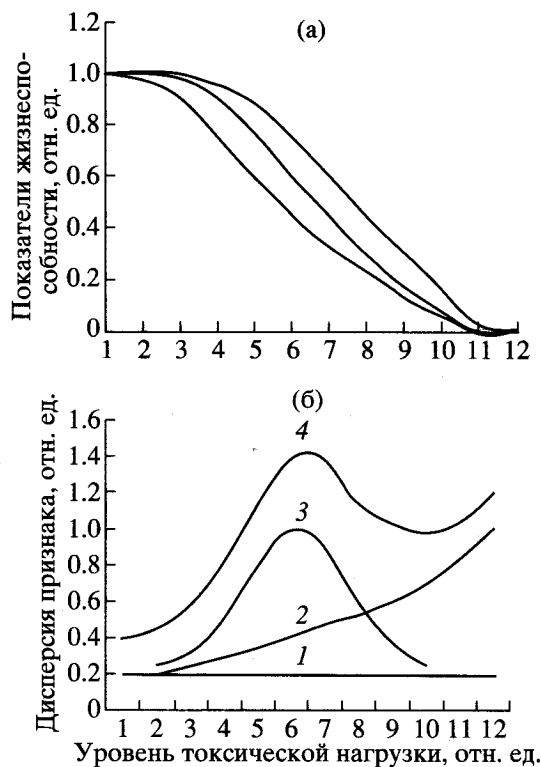 (а)
Показатели жизнеспо-
собности, отн. ед.
1.2
1.0
0.8
0.6
0.4
0.2
0
1 2 3 4 5 6 7 8 9 10 11 12
(б)
Дисперсия признака, отн. ед.
1.6
1.4
1.2
1.0
0.8
0.6
0.4
0.2
0
4
3
2
1
1 2 3 4 5 6 7 8 9 10 11 12
Уровень токсической нагрузки, отн. ед.